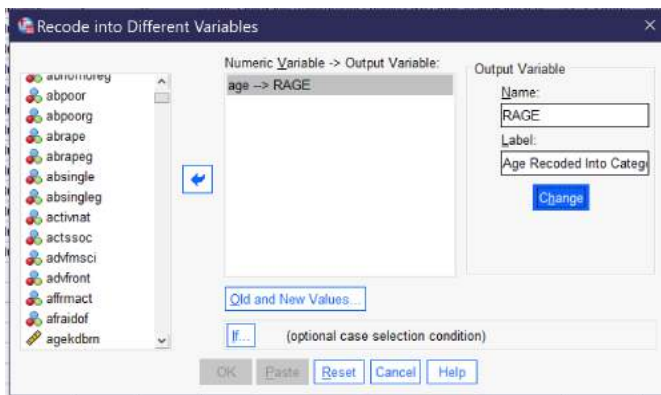 Recode into Different Variables
Numeric Variable -> Output Variable:
age --> RAGE
abpoor
abpoorg
abrape
abrapeg
absingle
absingleg
activnat
actssoc
advfmsci
advfront
affrmact
afraidof
agekdbrn
Output Variable
Name:
RAGE
Label:
Age Recoded Into Categ
Change
Old and New Values...
If... (optional case selection condition)
OK Paste Reset Cancel Help